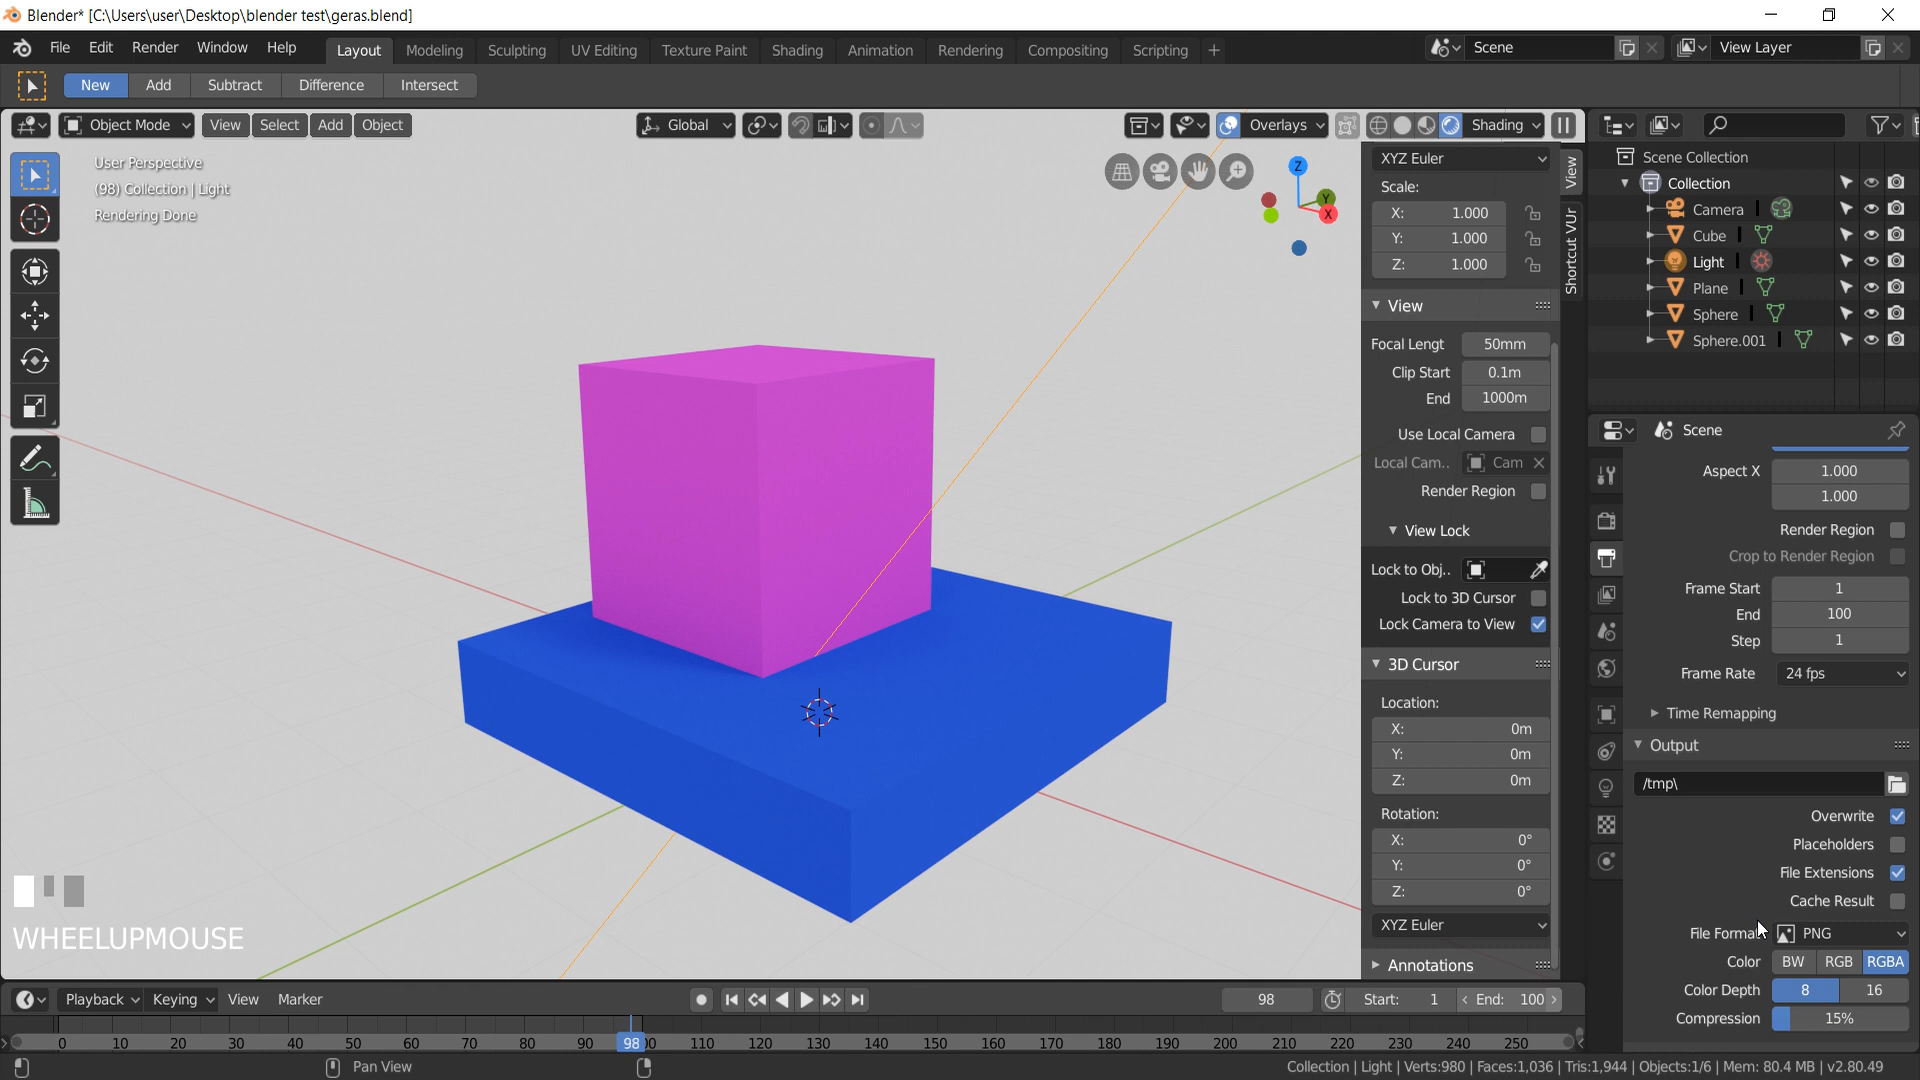 Blender* [C:\Users\user\Desktop\blender test\geras.blend]
File Edit Render Window Help Layout Modeling Sculpting UV Editing Texture Paint Shading Animation Rendering Compositing Scripting + Scene View Layer
New Add Subtract Difference Intersect
Object Mode View Select Add Object Global Overlays Shading
User Perspective
(98) Collection | Light
Rendering Done
Z
Y
X
WHEELUPMOUSE
XYZ Euler
Scale:
X: 1.000
Y: 1.000
Z: 1.000
View
Focal Lengt 50mm
Clip Start 0.1m
End 1000m
Use Local Camera
Local Cam.. Cam
Render Region
View Lock
Lock to Obj..
Lock to 3D Cursor
Lock Camera to View
3D Cursor
Location:
X: 0m
Y: 0m
Z: 0m
Rotation:
X: 0°
Y: 0°
Z: 0°
XYZ Euler
Annotations
View
Shortcut VUr
Scene Collection
Collection
Camera
Cube
Light
Plane
Sphere
Sphere.001
Scene
Aspect X 1.000
1.000
Render Region
Crop to Render Region
Frame Start 1
End 100
Step 1
Frame Rate 24 fps
Time Remapping
Output
/tmp\
Overwrite
Placeholders
File Extensions
Cache Result
File Format PNG
Color BW RGB RGBA
Color Depth 8 16
Compression 15%
Playback Keying View Marker 98 Start: 1 End: 100
0 10 20 30 40 50 60 70 80 90 98 00 110 120 130 140 150 160 170 180 190 200 210 220 230 240 250
Pan View Collection | Light | Verts:980 | Faces:1,036 | Tris:1,944 | Objects:1/6 | Mem: 80.4 MB | v2.80.49